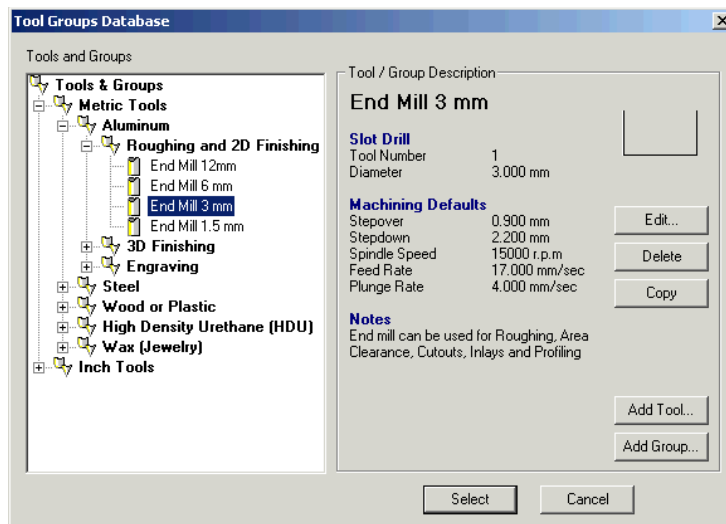 Tool Groups Database
Tools and Groups
Tools & Groups
Metric Tools
Aluminum
Roughing and 2D Finishing
End Mill 12mm
End Mill 6 mm
End Mill 3 mm
End Mill 1.5 mm
3D Finishing
Engraving
Steel
Wood or Plastic
High Density Urethane (HDU)
Wax (Jewelry)
Inch Tools
Tool / Group Description
End Mill 3 mm
Slot Drill
Tool Number 1
Diameter 3.000 mm
Machining Defaults
Stepover 0.900 mm
Stepdown 2.200 mm
Spindle Speed 15000 r.p.m
Feed Rate 17.000 mm/sec
Plunge Rate 4.000 mm/sec
Notes
End mill can be used for Roughing, Area
Clearance, Cutouts, Inlays and Profiling
Edit...
Delete
Copy
Add Tool...
Add Group...
Select
Cancel